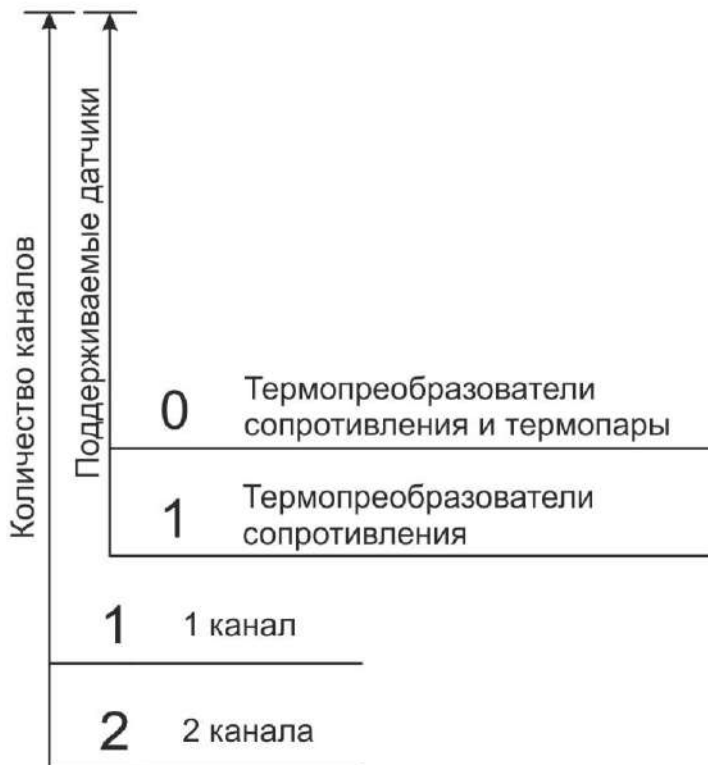 Количество каналов
Поддерживаемые датчики
0
Термопреобразователи
сопротивления и термопары
1
Термопреобразователи
сопротивления
1
1 канал
2
2 канала